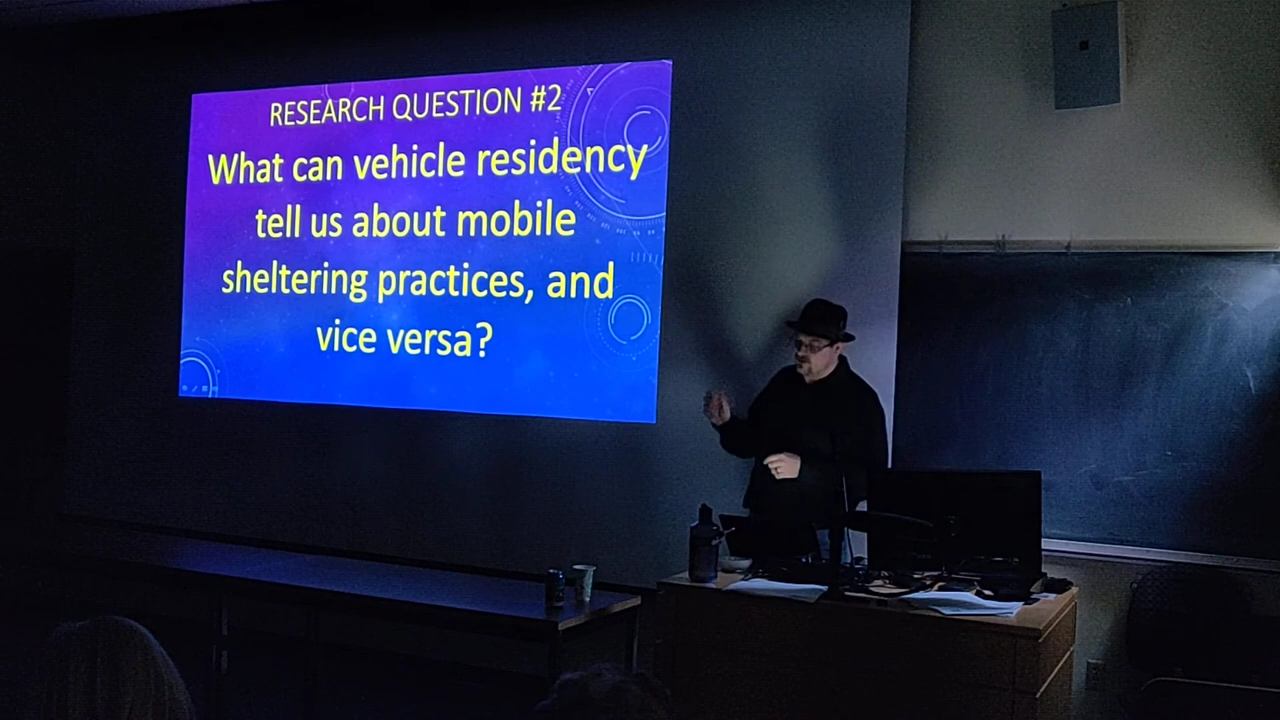 RESEARCH QUESTION #2
What can vehicle residency
tell us about mobile
sheltering practices, and
vice versa?